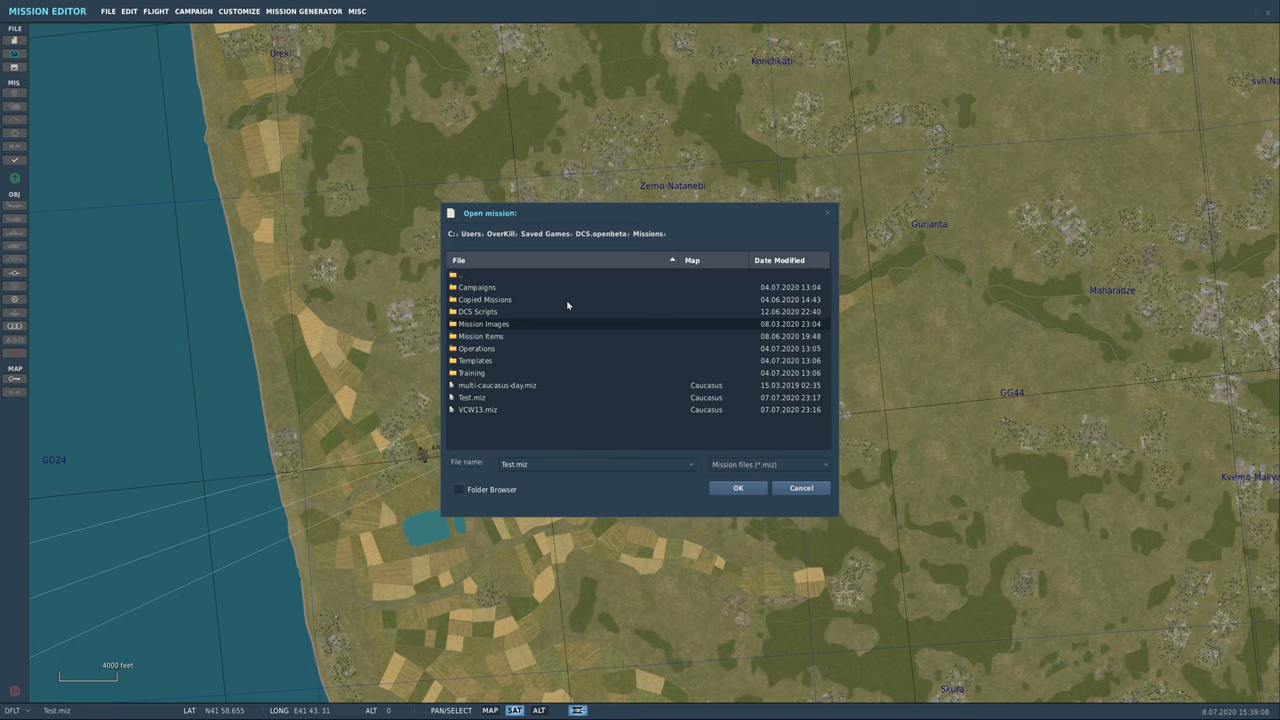 MISSION EDITOR FILE EDIT FLIGHT CAMPAIGN CUSTOMIZE MISSION GENERATOR MISC
FILE
MIS
OBJ
MAP
Ureki
Konchkati
svh.Na
Zemo-Natanebi
Gurianta
Maharadze
GG44
GG24
Kvemo-Makva
Skura
Open mission:
C:› Users› OverKill› Saved Games› DCS.openbeta› Missions›
File Map Date Modified
..
Campaigns 04.07.2020 13:04
Copied Missions 04.06.2020 14:43
DCS Scripts 12.06.2020 22:40
Mission Images 08.03.2020 23:04
Mission Items 08.06.2020 19:48
Operations 04.07.2020 13:05
Templates 04.07.2020 13:06
Training 04.07.2020 13:06
multi-caucasus-day.miz Caucasus 15.03.2019 02:35
Test.miz Caucasus 07.07.2020 23:17
VCW13.miz Caucasus 07.07.2020 23:16
File name: Test.miz Mission files (*.miz)
Folder Browser OK Cancel
4000 feet
DFLT Test.miz LAT N41 58.655 LONG E41 43. 31 ALT 0 PAN/SELECT MAP SAT ALT 8.07.2020 15:39:08